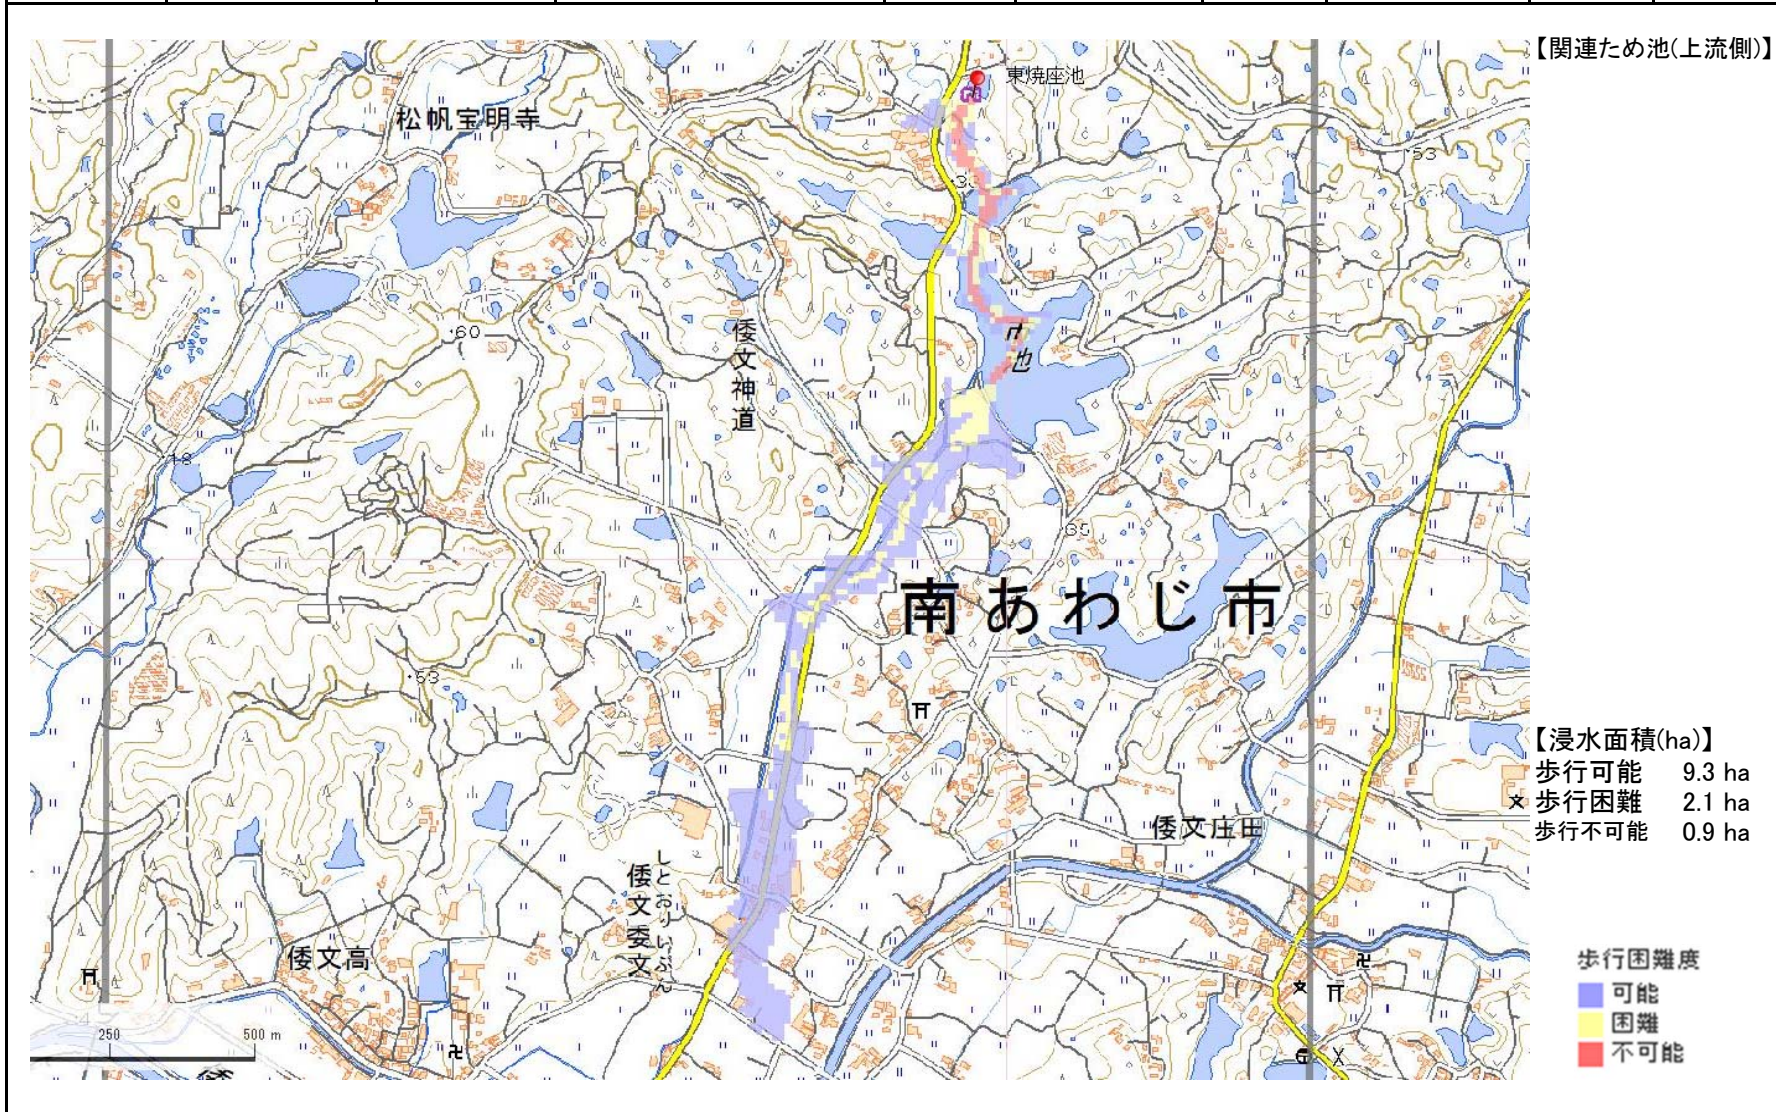 【関連ため池(上流側)】
東焼座池
松帆宝明寺
・53
・60
倭文神道
池
・18
・85
南あわじ市
・53
【浸水面積(ha)】
歩行可能 9.3 ha
歩行困難 2.1 ha
歩行不可能 0.9 ha
倭文庄田
倭文委文
しとおりいぶん
倭文高
歩行困難度
可能
困難
不可能
250
500 m